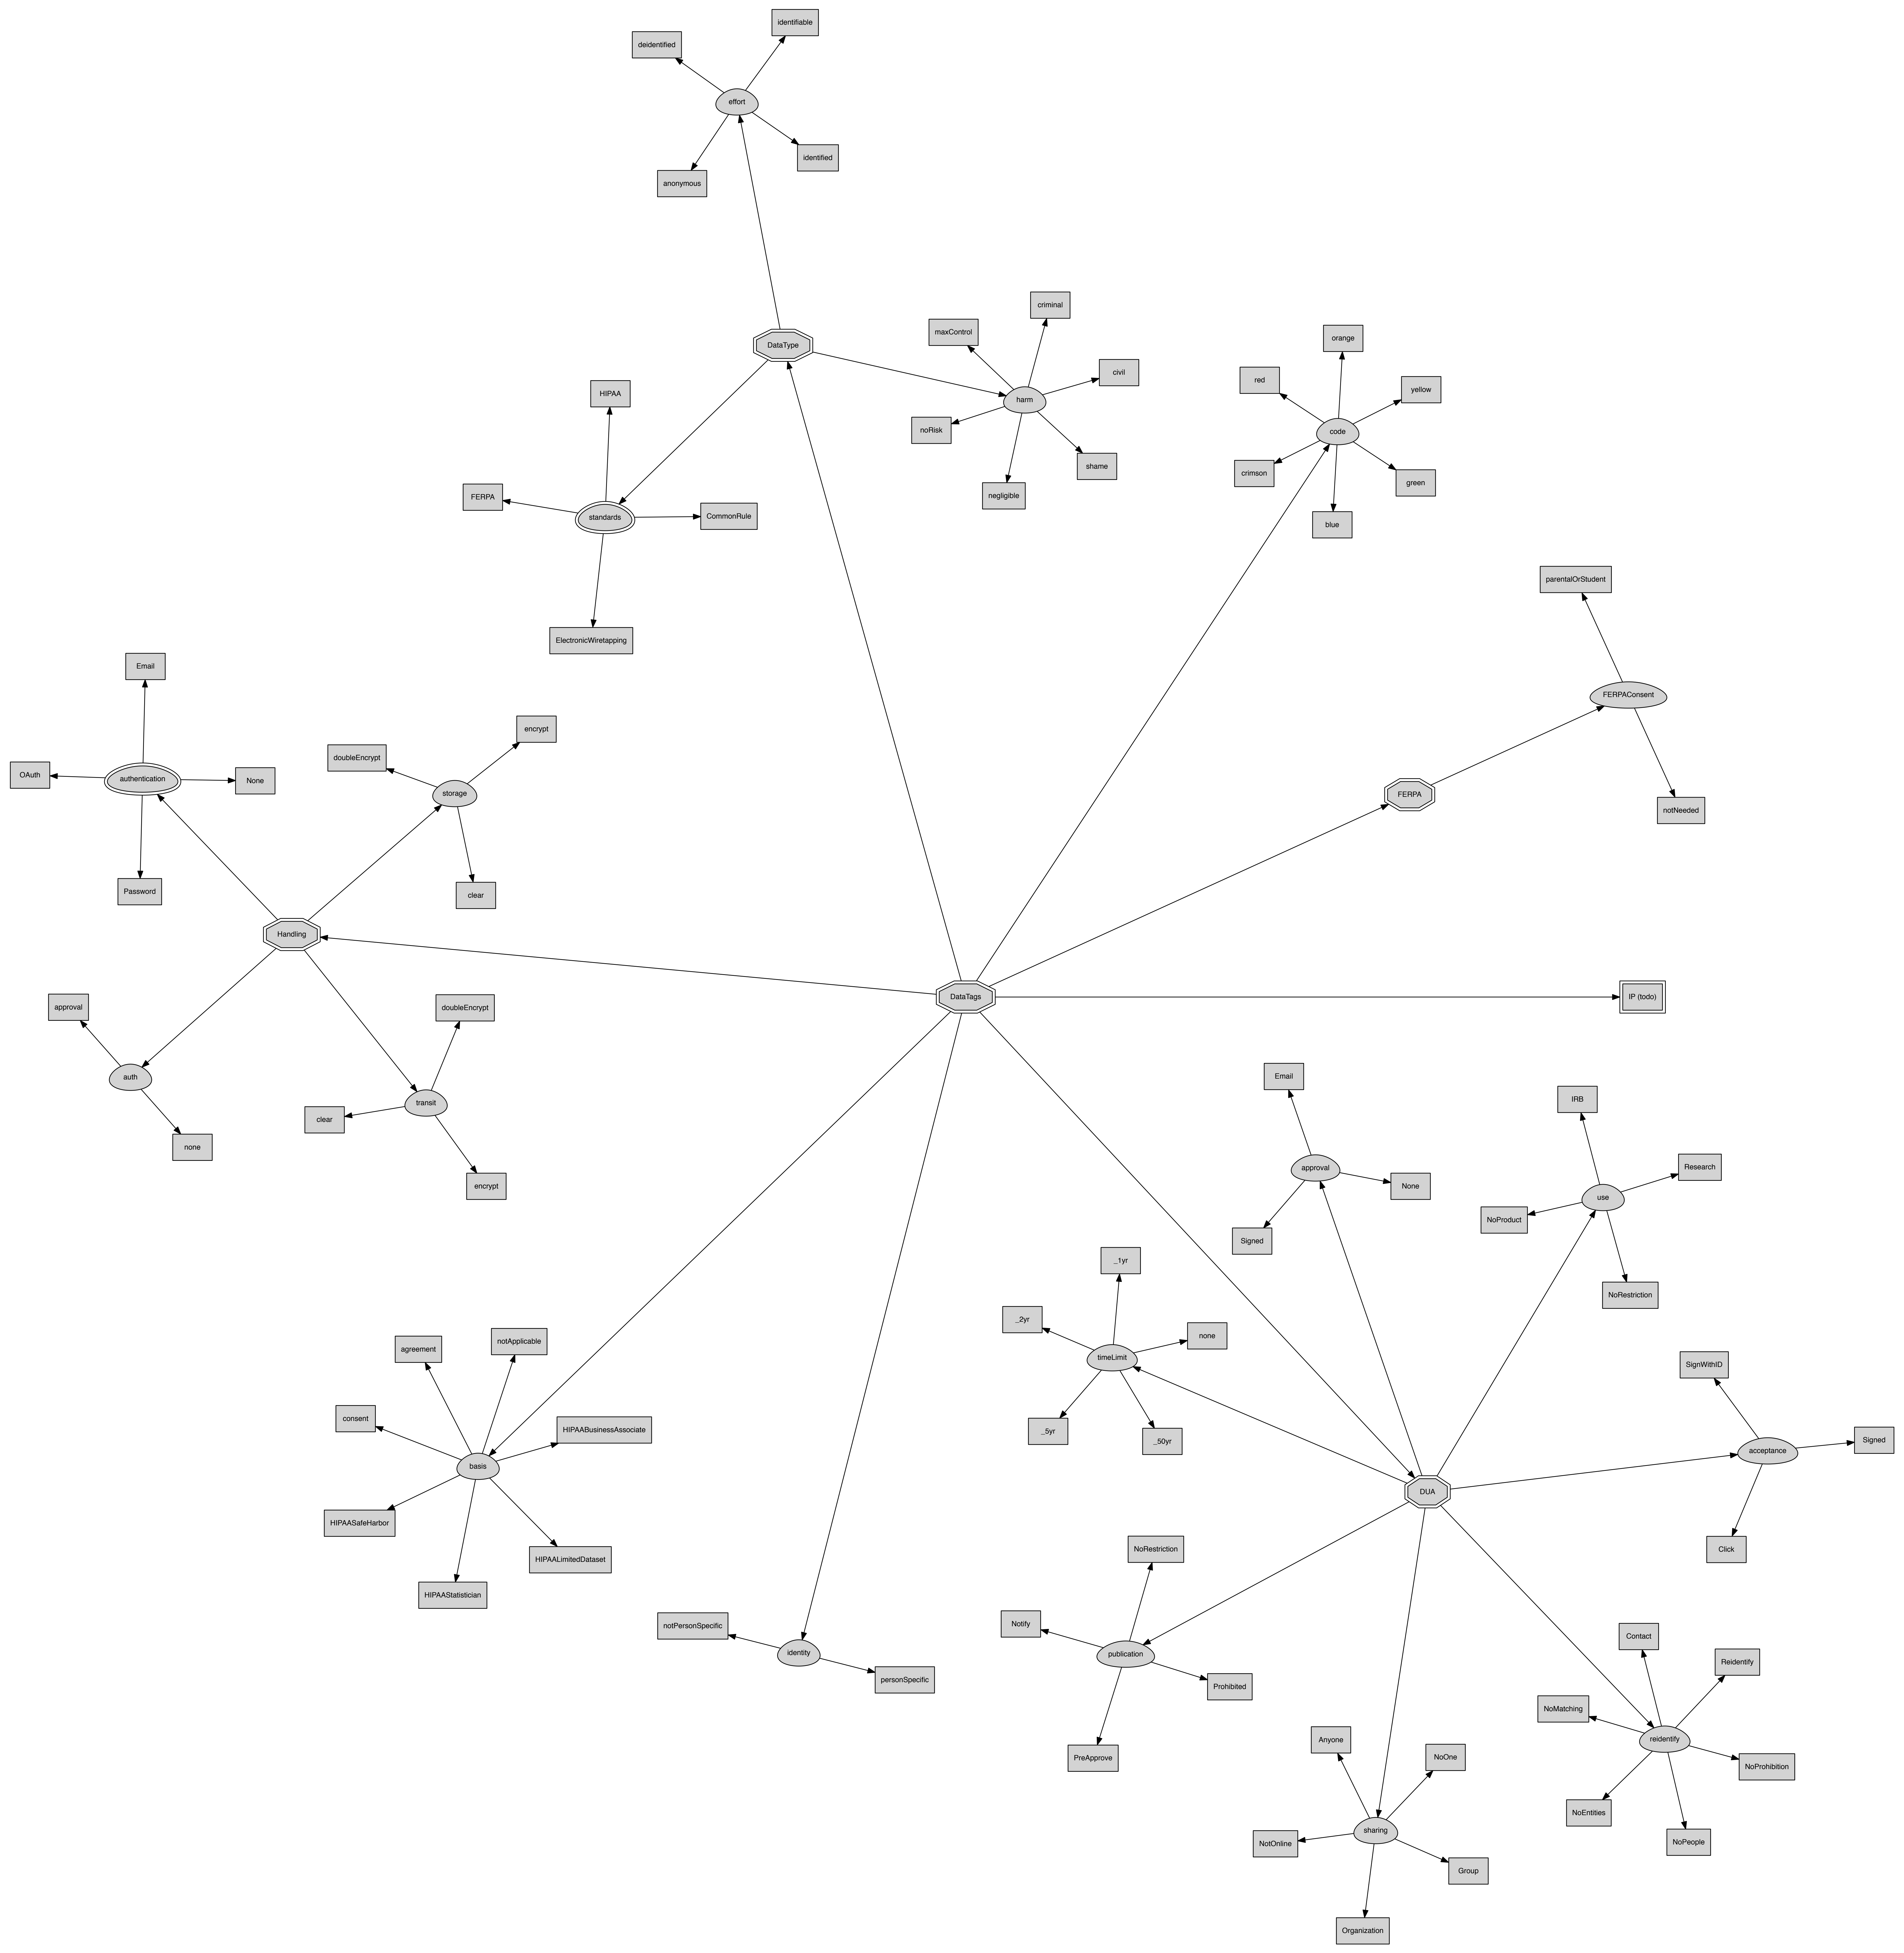 identifiable
deidentified
effort
identified
anonymous
DataType
criminal
maxControl
civil
harm
noRisk
shame
negligible
orange
red
yellow
code
crimson
green
blue
HIPAA
FERPA
standards
CommonRule
ElectronicWiretapping
parentalOrStudent
FERPAConsent
FERPA
notNeeded
Email
OAuth
authentication
None
Password
encrypt
doubleEncrypt
storage
clear
Handling
DataTags
IP (todo)
approval
auth
none
doubleEncrypt
transit
clear
encrypt
Email
approval
None
Signed
IRB
Research
use
NoProduct
NoRestriction
_1yr
_2yr
none
timeLimit
_5yr
_50yr
SignWithID
Signed
acceptance
Click
DUA
notApplicable
agreement
consent
HIPAABusinessAssociate
basis
HIPAASafeHarbor
HIPAALimitedDataset
HIPAAStatistician
notPersonSpecific
identity
personSpecific
NoRestriction
Notify
publication
Prohibited
PreApprove
Contact
Reidentify
NoMatching
reidentify
NoProhibition
NoEntities
NoPeople
Anyone
NoOne
sharing
NotOnline
Group
Organization